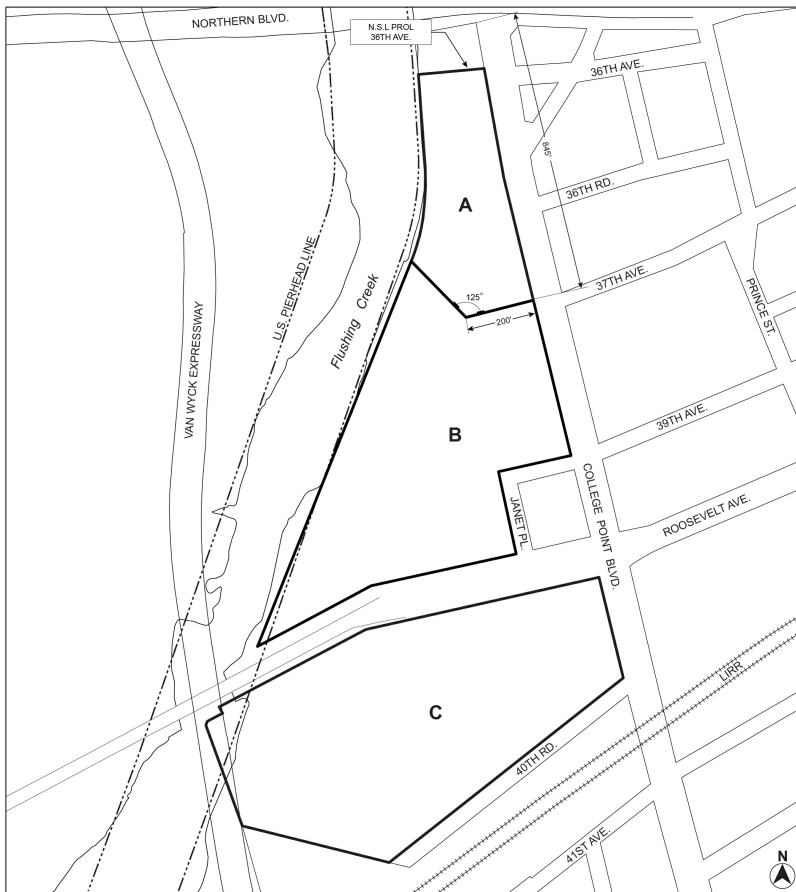 NORTHERN BLVD.
N.S.L PROL
36TH AVE.
36TH AVE.
845'
36TH RD.
A
U.S. PIERHEAD LINE
Flushing Creek
37TH AVE.
125°
200'
PRINCE ST.
VAN WYCK EXPRESSWAY
39TH AVE.
B
JANET PL.
COLLEGE POINT BLVD.
ROOSEVELT AVE.
LIRR
C
40TH RD.
41ST AVE.
N